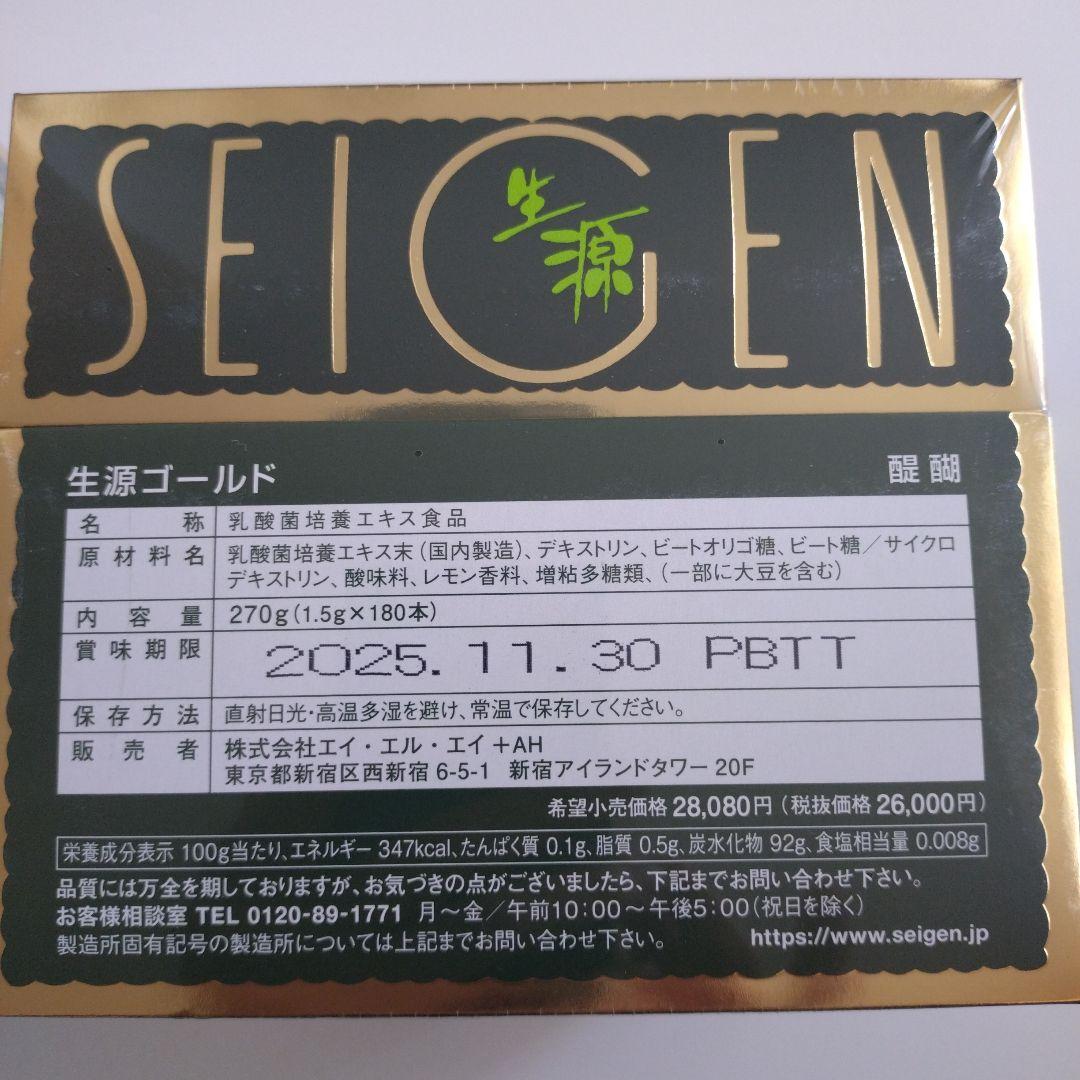 SEIGEN
生源
生源ゴールド 醍醐
名称 乳酸菌培養エキス食品
原材料名 乳酸菌培養エキス末(国内製造)、デキストリン、ビートオリゴ糖、ビート糖/サイクロ
デキストリン、酸味料、レモン香料、増粘多糖類、(一部に大豆を含む)
内容量 270g(1.5g×180本)
賞味期限 2025.11.30 PBTT
保存方法 直射日光・高温多湿を避け、常温で保存してください。
販売者 株式会社エイ・エル・エイ+AH
東京都新宿区西新宿6-5-1 新宿アイランドタワー20F
希望小売価格 28,080円(税抜価格 26,000円)
栄養成分表示 100g当たり、エネルギー 347kcal、たんぱく質 0.1g、脂質 0.5g、炭水化物 92g、食塩相当量 0.008g
品質には万全を期しておりますが、お気づきの点がございましたら、下記までお問い合わせ下さい。
お客様相談室 TEL 0120-89-1771 月~金/午前10:00~午後5:00(祝日を除く)
製造所固有記号の製造所については上記までお問い合わせ下さい。 https://www.seigen.jp